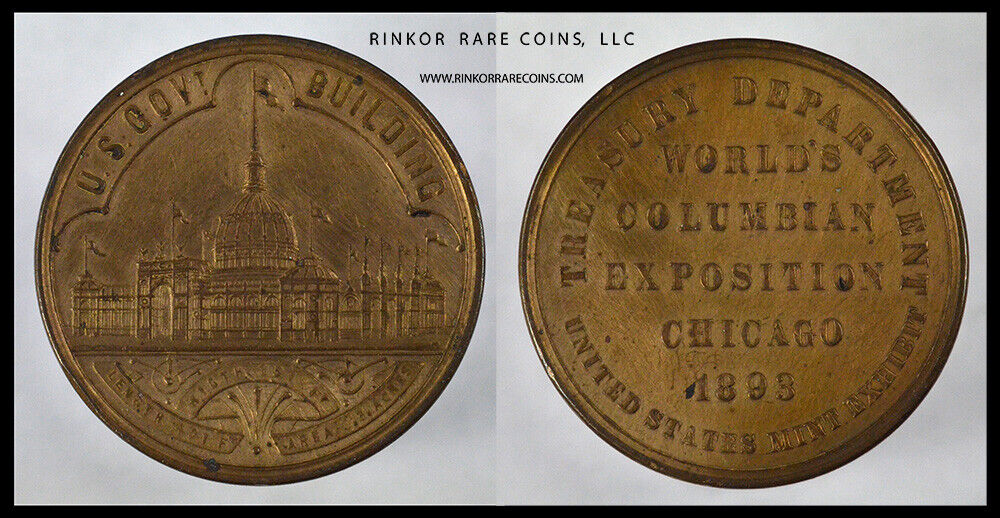 RINKOR RARE COINS, LLC
WWW.RINKORRARECOINS.COM
U.S. GOVT BUILDING
TREASURY DEPARTMENT
WORLD'S
COLUMBIAN
EXPOSITION
CHICAGO
1893
UNITED STATES MINT EXHIBIT